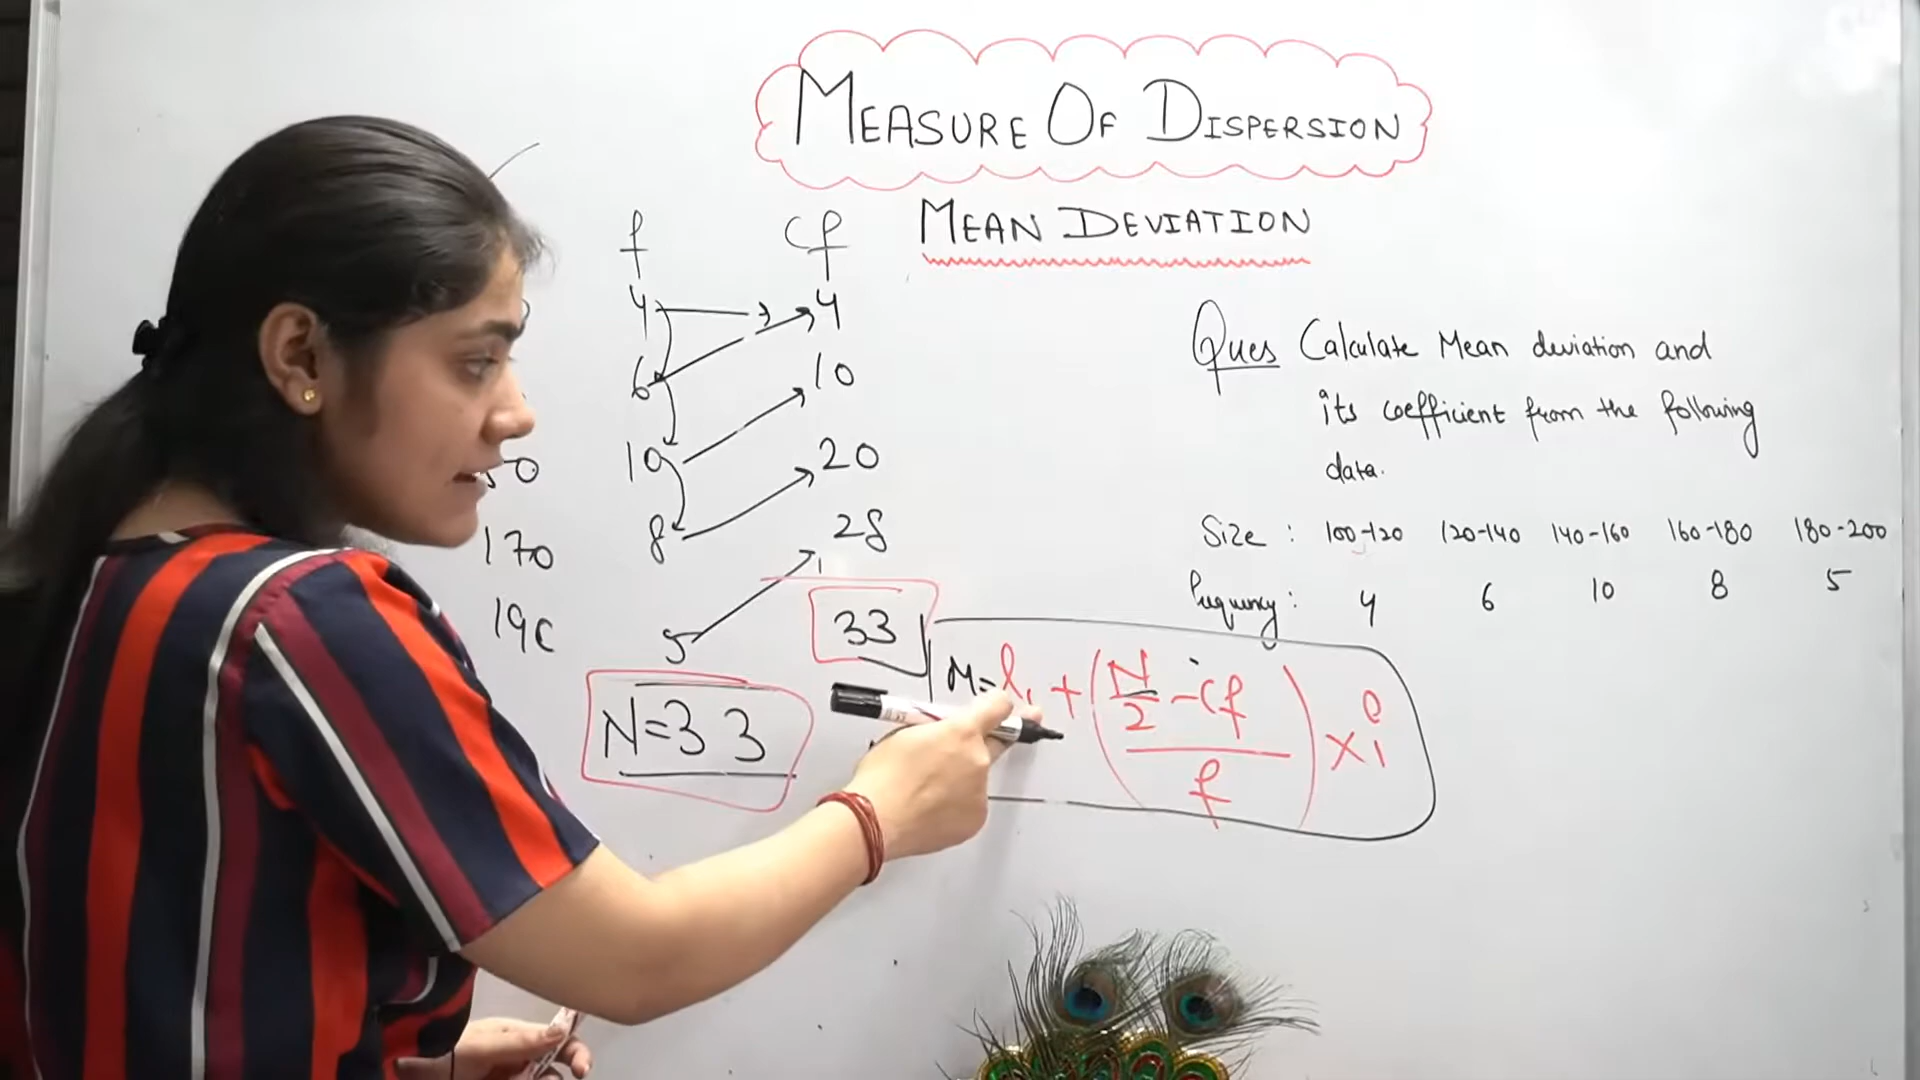 MEASURE OF DISPERSION
MEAN DEVIATION
f cf
4 4
6 10
10 20
170 8 28
5 33
N=33
M=l₁ + (N/2 - cf / f) × i
Ques Calculate Mean deviation and
its coefficient from the following
data.
Size : 100-120 120-140 140-160 160-180 180-200
4 6 10 8 5